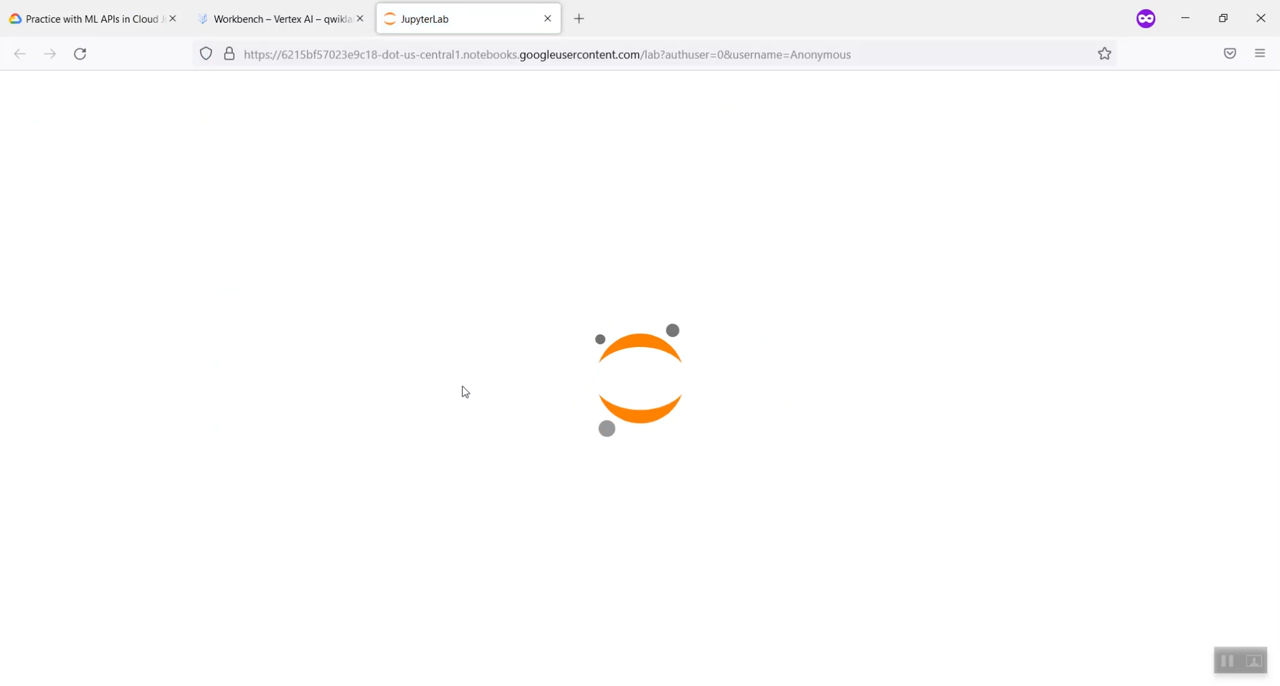 Practice with ML APIs in Cloud
Workbench – Vertex AI – qwikla
JupyterLab
https://6215bf57023e9c18-dot-us-central1.notebooks.googleusercontent.com/lab?authuser=0&username=Anonymous